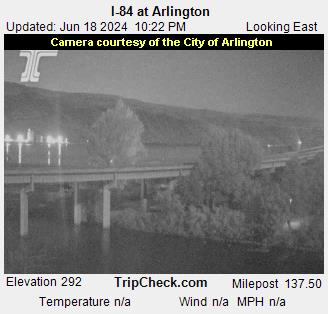 I-84 at Arlington
Updated: Jun 18 2024 10:22 PM Looking East
Camera courtesy of the City of Arlington
Elevation 292 TripCheck.com Milepost 137.50
Temperature n/a Wind n/a MPH n/a